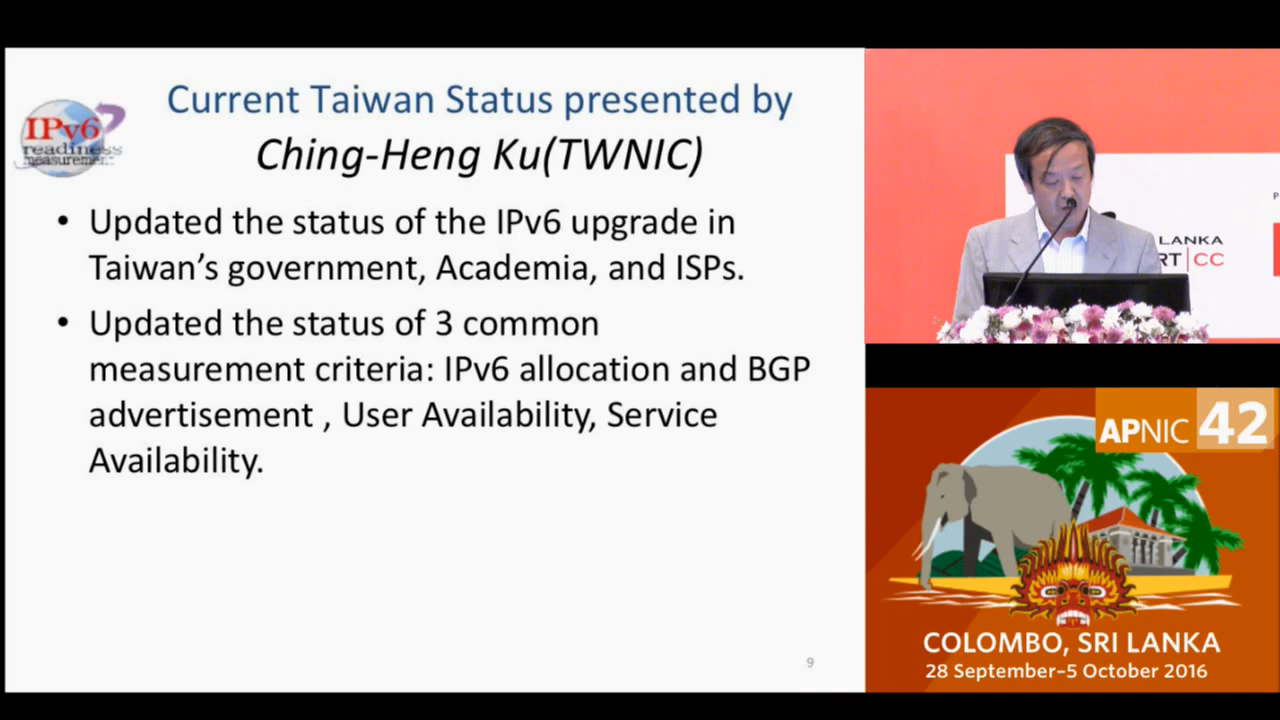 Current Taiwan Status presented by
Ching-Heng Ku(TWNIC)
IPv6
readiness
measurement
• Updated the status of the IPv6 upgrade in
Taiwan's government, Academia, and ISPs.
• Updated the status of 3 common
measurement criteria: IPv6 allocation and BGP
advertisement , User Availability, Service
Availability.
9
P
LANKA
RT|CC
APNIC 42
COLOMBO, SRI LANKA
28 September–5 October 2016